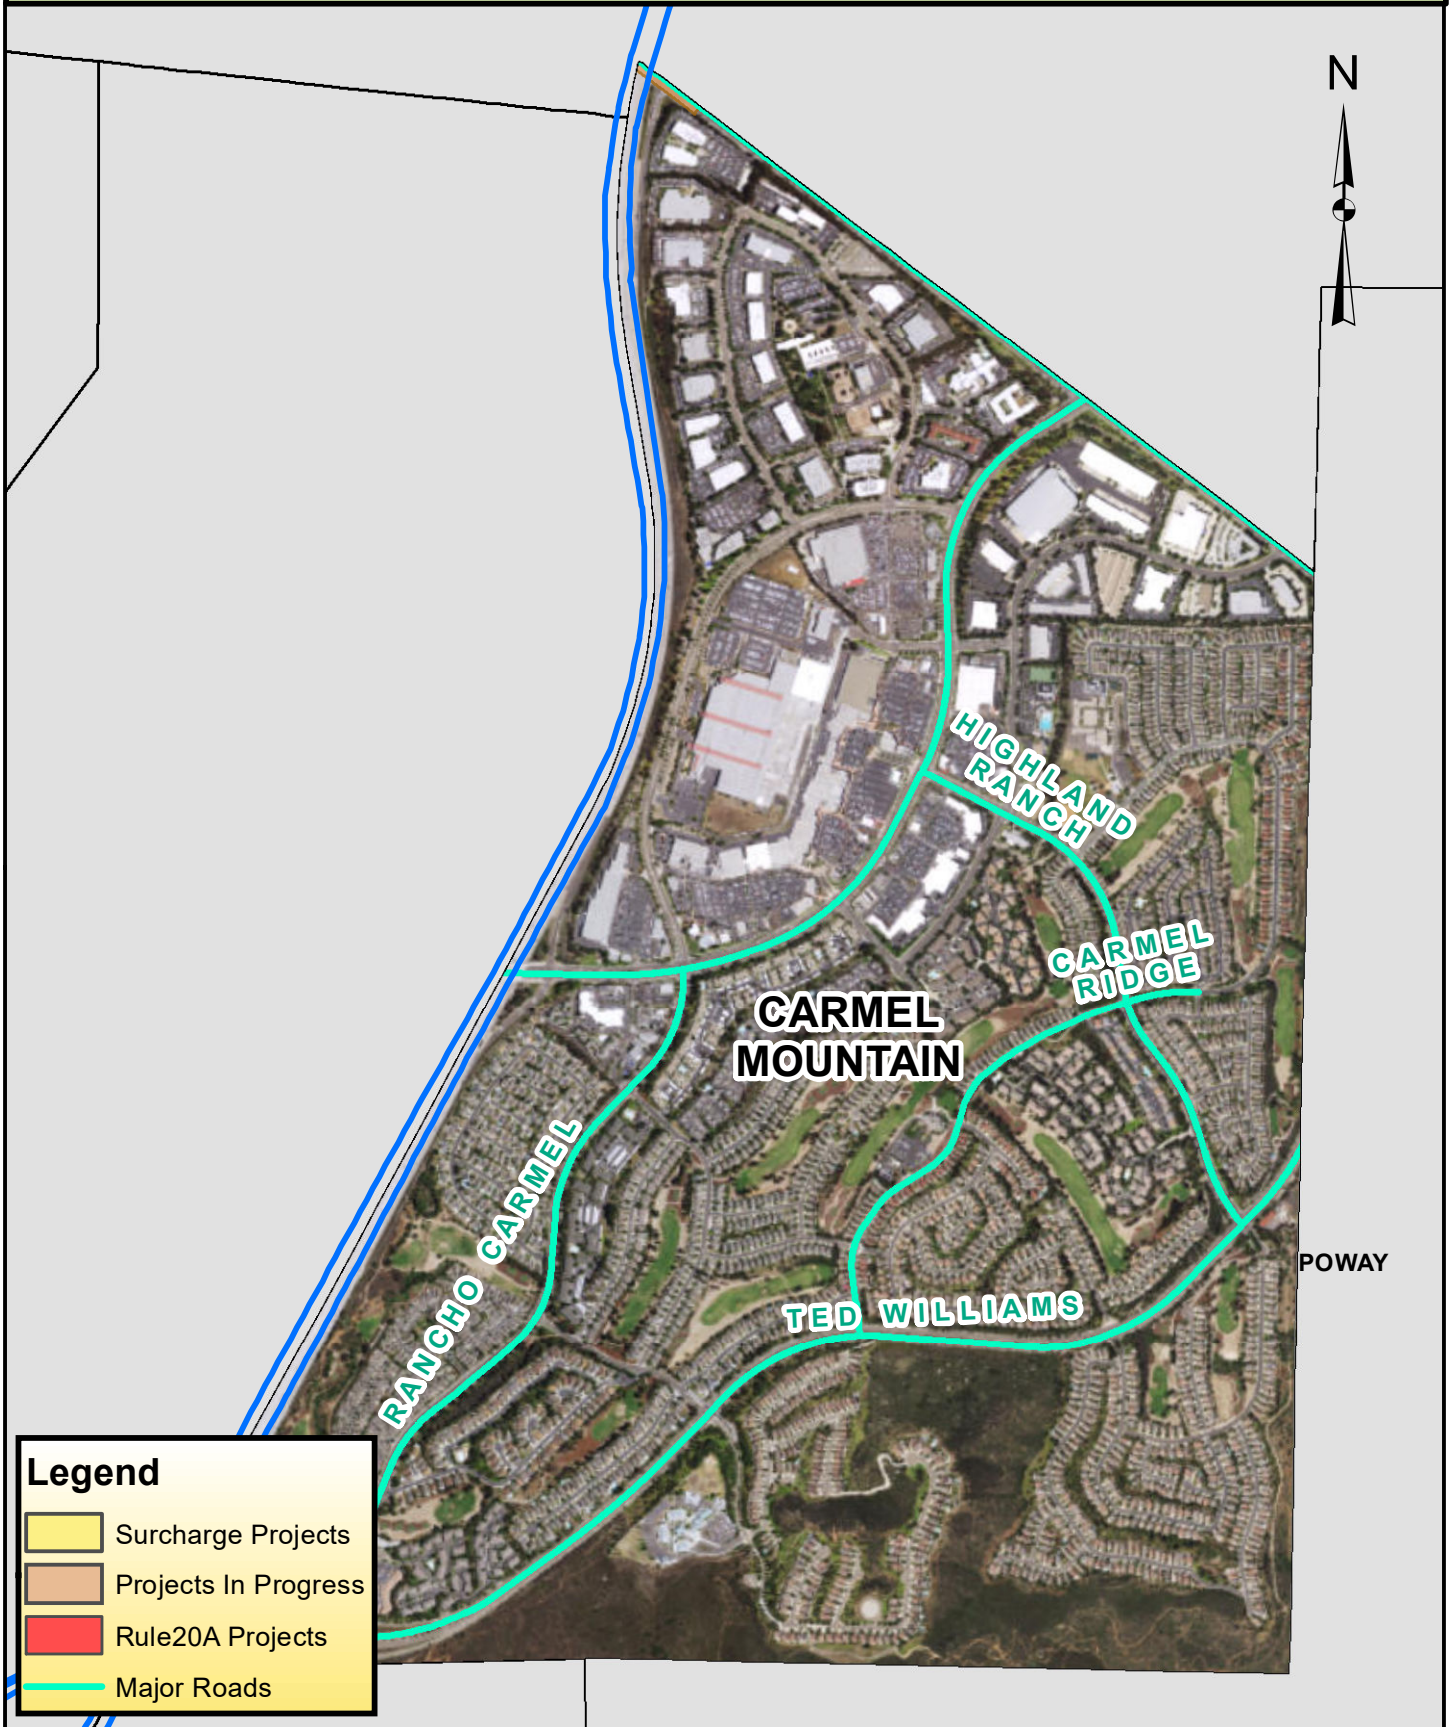 N
HIGHLAND
RANCH
CARMEL
RIDGE
CARMEL
MOUNTAIN
RANCHO CARMEL
POWAY
TED WILLIAMS
Legend
Surcharge Projects
Projects In Progress
Rule20A Projects
Major Roads